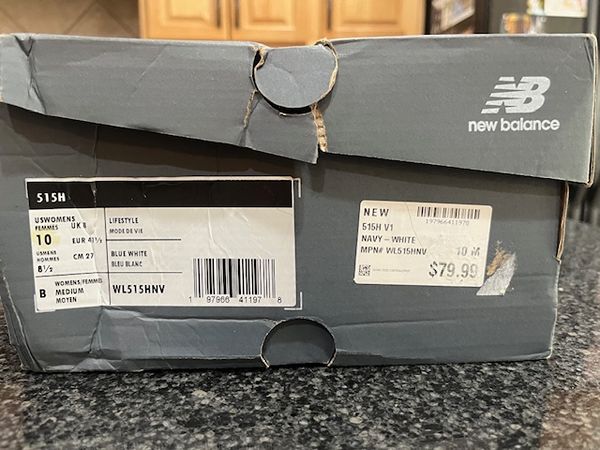 NB
new balance
515H
USWOMENS
FEMMES
UK 8
10
EUR 41½
USMENS
HOMMES
CM 27
8½
B
WOMENS/FEMMES
MEDIUM
MOYEN
LIFESTYLE
MODE DE VIE
BLUE WHITE
BLEU BLANC
WL515HNV
1 97966 41197 8
NEW
197966411978
515H V1
NAVY – WHITE
MPN# WL515HNV 10 M
$79.99